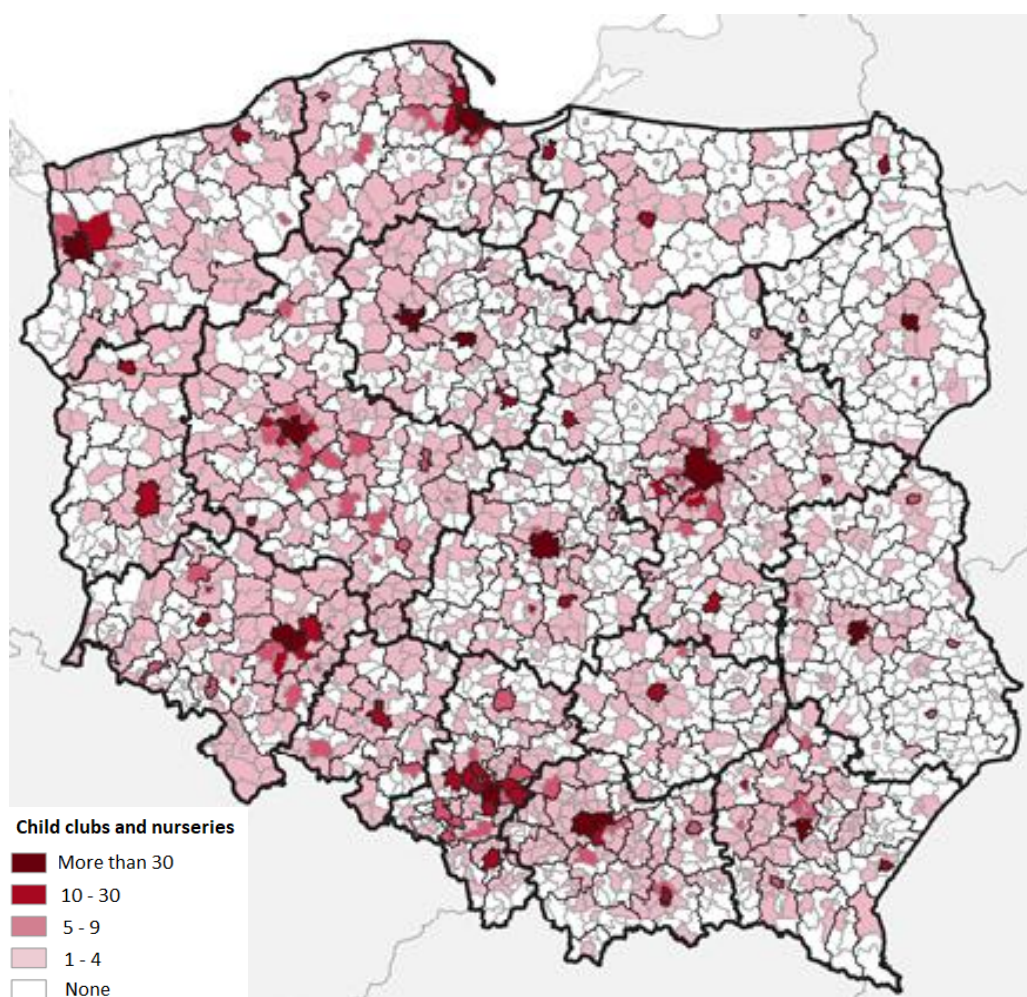 Child clubs and nurseries
More than 30
10 - 30
5 - 9
1 - 4
None